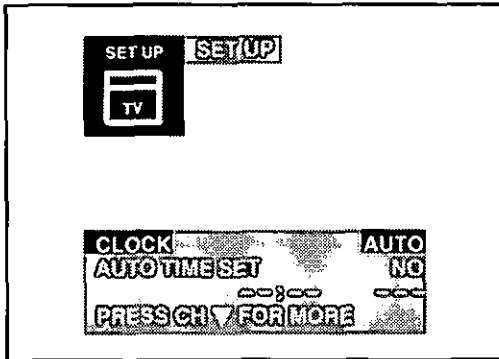 SET UP
SET UP
TV
CLOCK AUTO
AUTO TIME SET NO
--:-- ---
PRESS CH ▼ FOR MORE